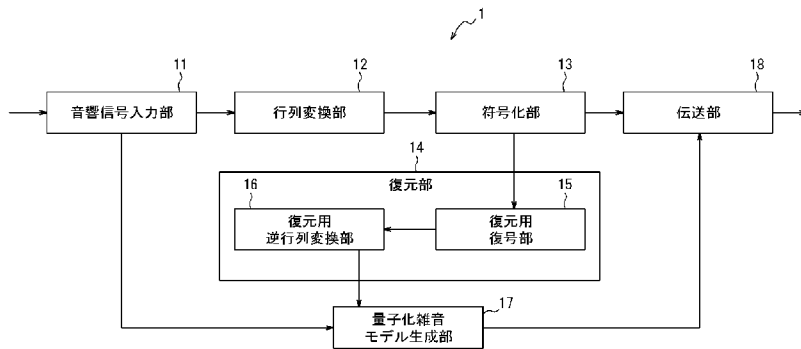 1
11
12
13
18
音響信号入力部
行列変換部
符号化部
伝送部
14
復元部
16
15
復元用
逆行列変換部
復元用
復号部
17
量子化雑音
モデル生成部